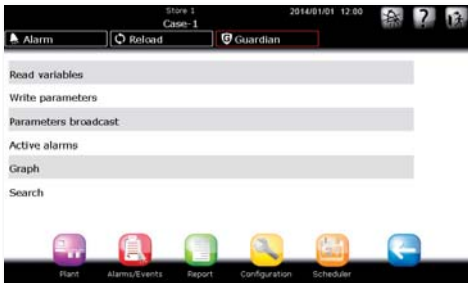 Store 1
2014/01/01 12:00
Case-1
Alarm
Reload
Guardian
?
Read variables
Write parameters
Parameters broadcast
Active alarms
Graph
Search
Plant
Alarms/Events
Report
Configuration
Scheduler